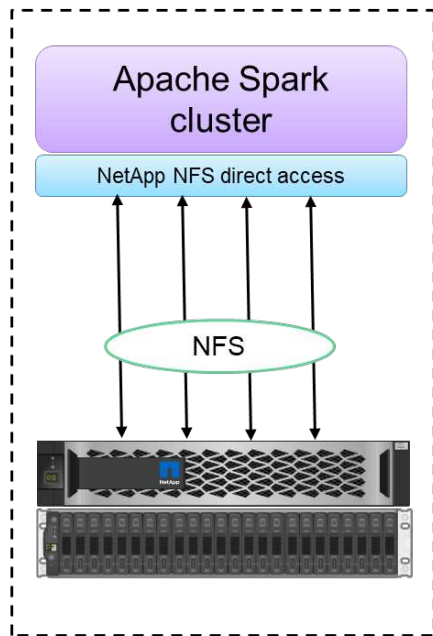 Apache Spark
cluster
NetApp NFS direct access
NFS
NetApp